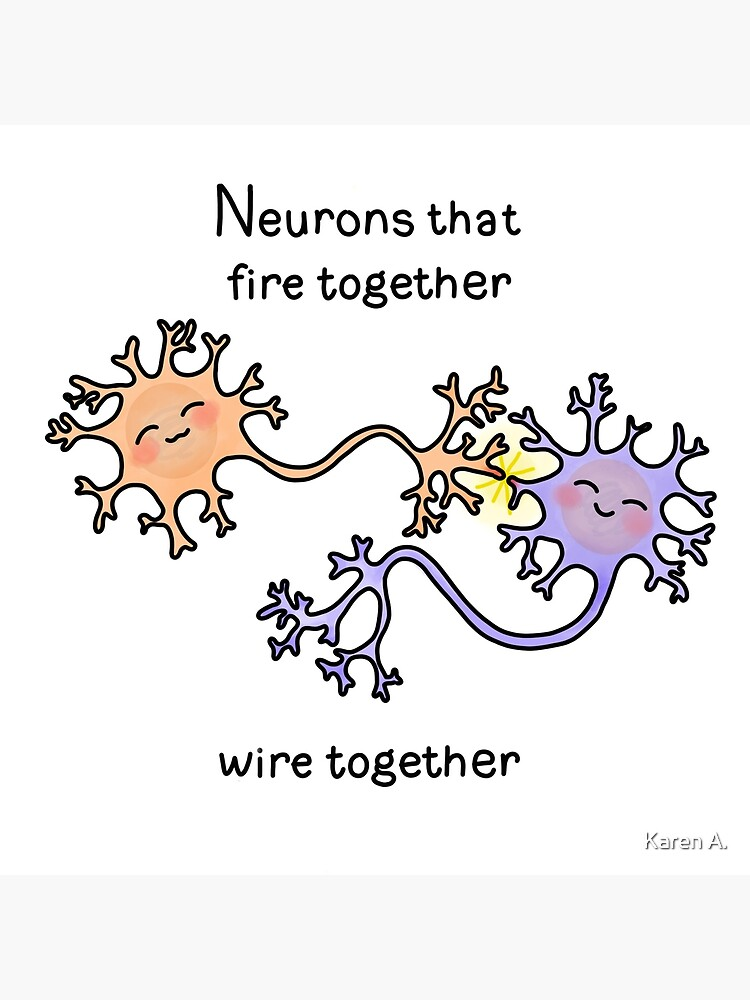 Neurons that
fire together
wire together
Karen A.